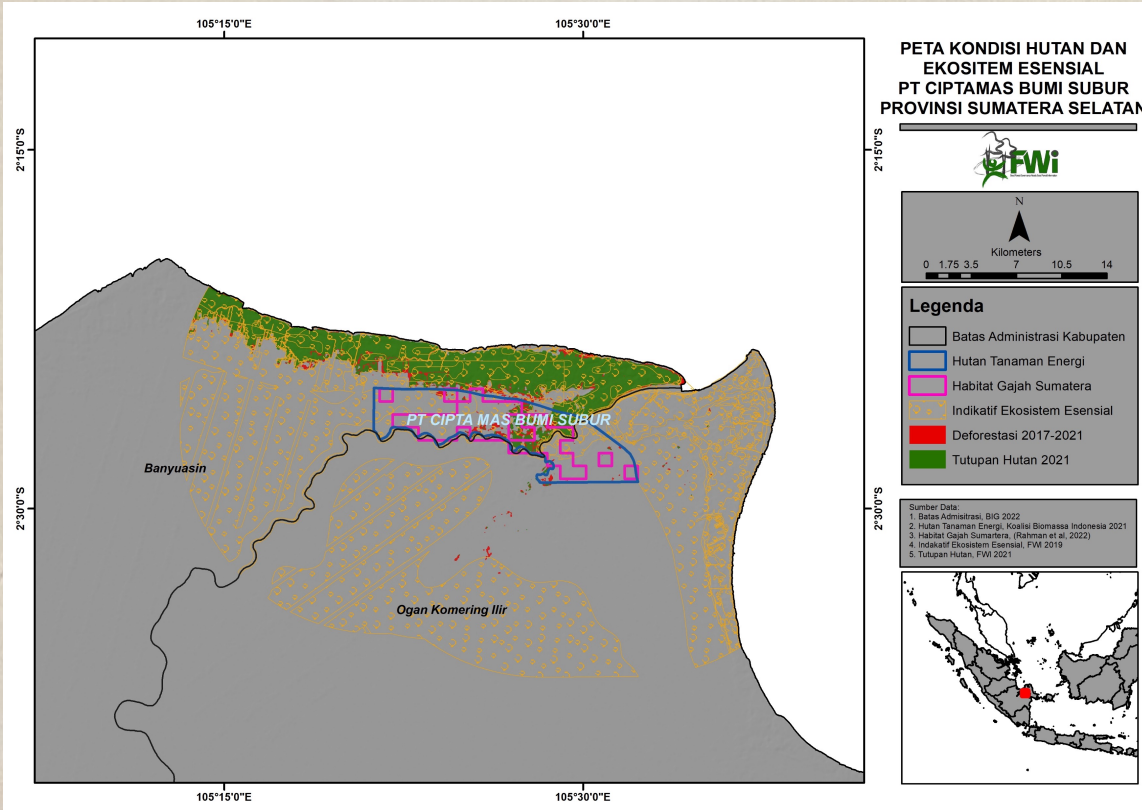 105°15'0"E
105°30'0"E
2°15'0"S
2°15'0"S
PT CIPTA MAS BUMI SUBUR
Banyuasin
2°30'0"S
2°30'0"S
Ogan Komering Ilir
105°15'0"E
105°30'0"E
PETA KONDISI HUTAN DAN
EKOSITEM ESENSIAL
PT CIPTAMAS BUMI SUBUR
PROVINSI SUMATERA SELATAN
FWi
N
Kilometers
0 1.75 3.5 7 10.5 14
Legenda
Batas Administrasi Kabupaten
Hutan Tanaman Energi
Habitat Gajah Sumatera
Indikatif Ekosistem Esensial
Deforestasi 2017-2021
Tutupan Hutan 2021
Sumber Data:
1. Batas Admisitrasi, BIG 2022
2. Hutan Tanaman Energi, Koalisi Biomassa Indonesia 2021
3. Habitat Gajah Sumartera, (Rahman et al, 2022)
4. Indakatif Ekosistem Esensial, FWI 2019
5. Tutupan Hutan, FWI 2021